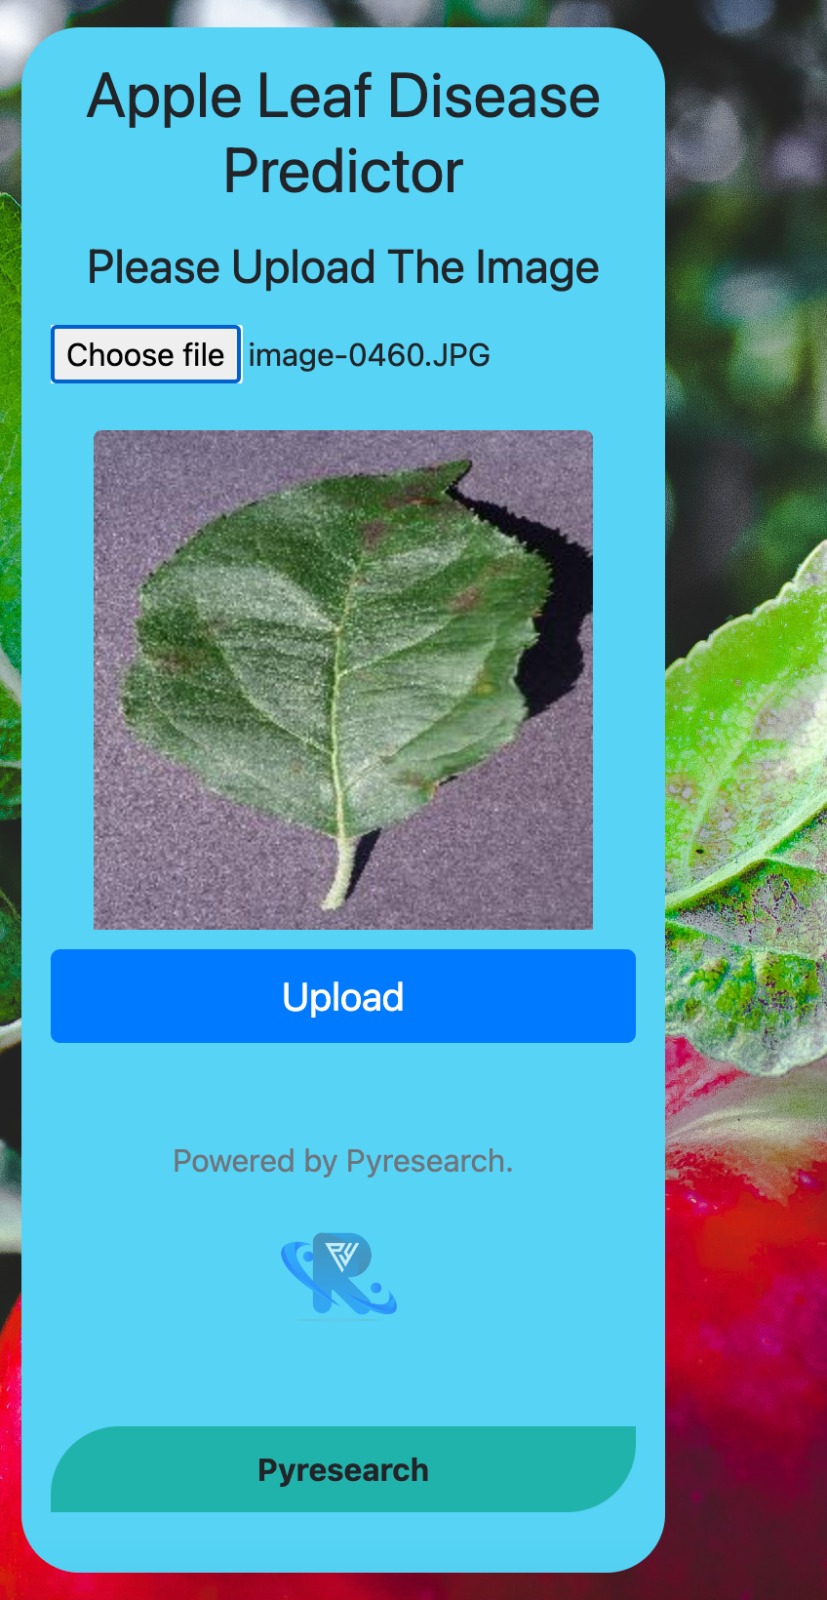 Apple Leaf Disease
Predictor
Please Upload The Image
Choose file image-0460.JPG
Upload
Powered by Pyresearch.
R
Pyresearch